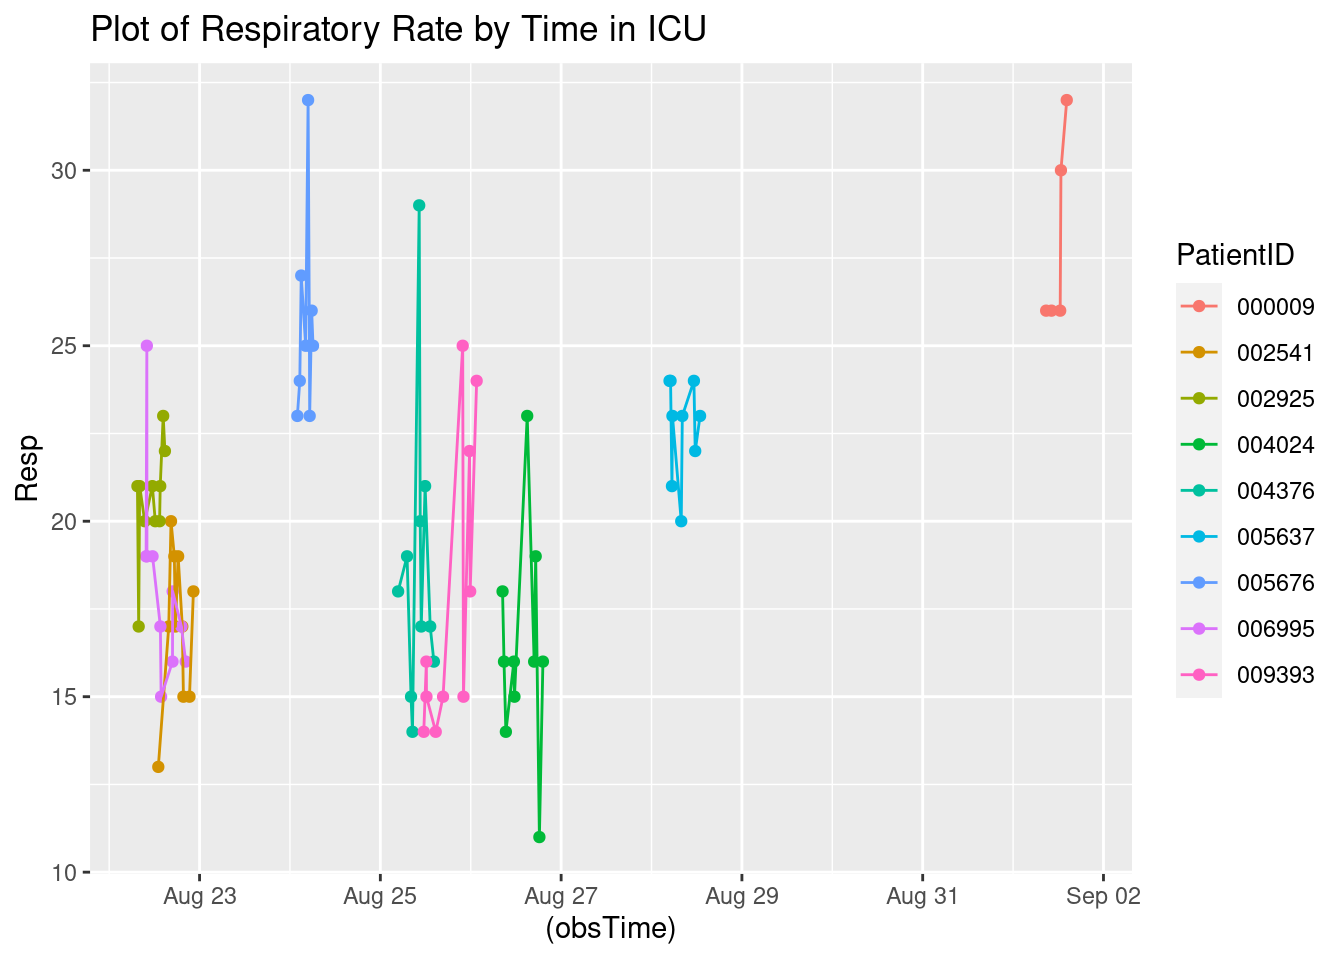 Plot of Respiratory Rate by Time in ICU
30
25
20
15
10
Resp
Aug 23
Aug 25
Aug 27
Aug 29
Aug 31
Sep 02
(obsTime)
PatientID
000009
002541
002925
004024
004376
005637
005676
006995
009393